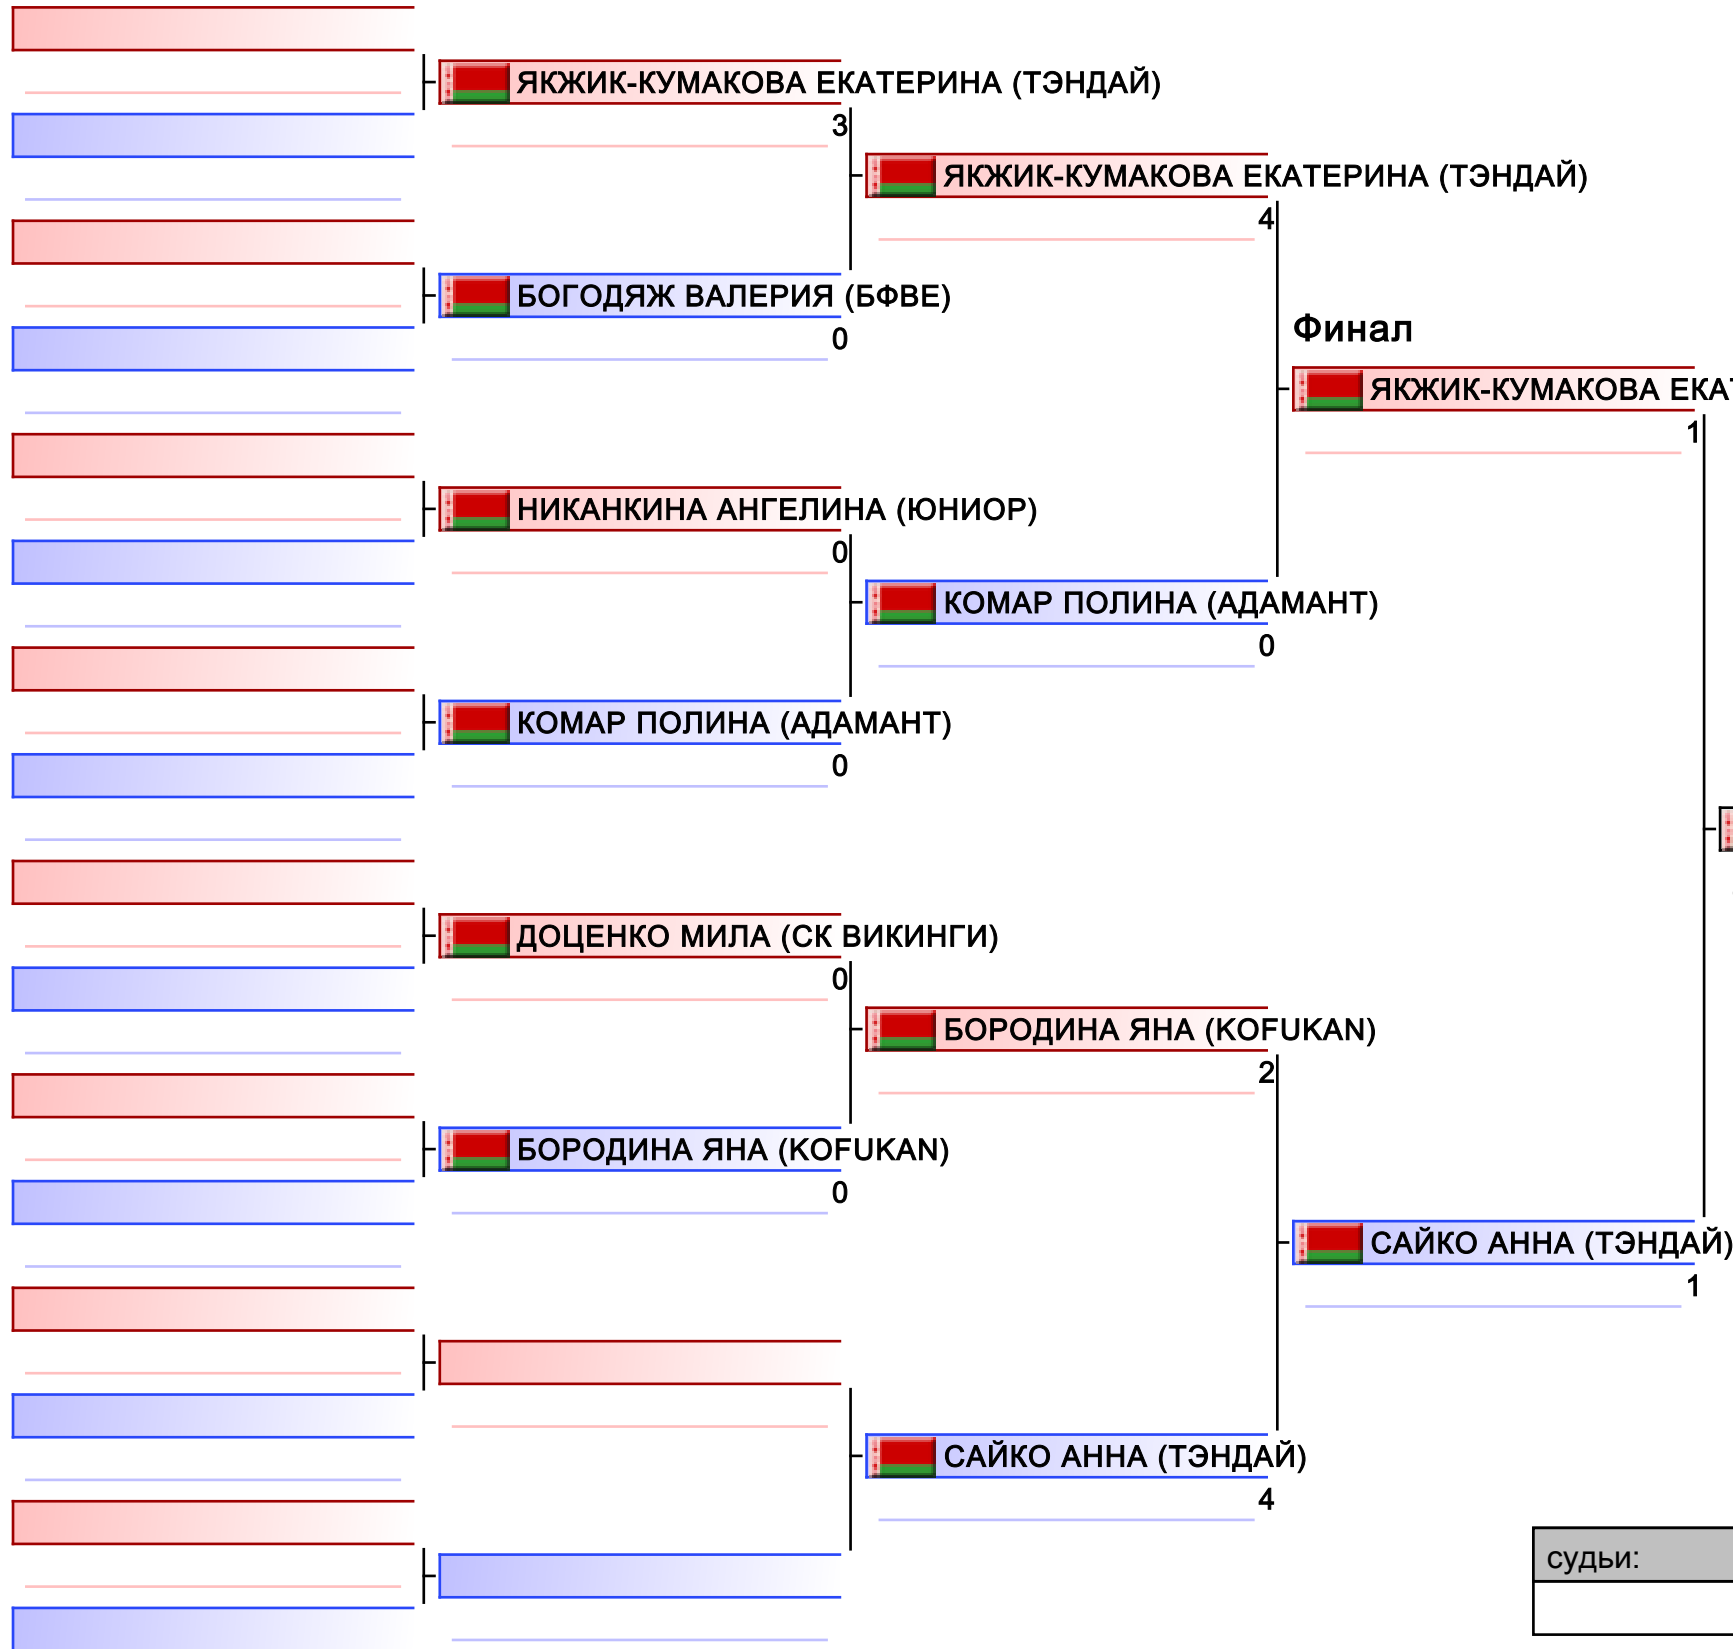 ЯКЖИК-КУМАКОВА ЕКАТЕРИНА (ТЭНДАЙ)
3
ЯКЖИК-КУМАКОВА ЕКАТЕРИНА (ТЭНДАЙ)
4
БОГОДЯЖ ВАЛЕРИЯ (БФВЕ)
0
Финал
ЯКЖИК-КУМАКОВА
1
НИКАНКИНА АНГЕЛИНА (ЮНИОР)
0
КОМАР ПОЛИНА (АДАМАНТ)
0
КОМАР ПОЛИНА (АДАМАНТ)
0
ДОЦЕНКО МИЛА (СК ВИКИНГИ)
0
БОРОДИНА ЯНА (KOFUKAN)
2
БОРОДИНА ЯНА (KOFUKAN)
0
САЙКО АННА (ТЭНДАЙ)
1
САЙКО АННА (ТЭНДАЙ)
4
судьи: